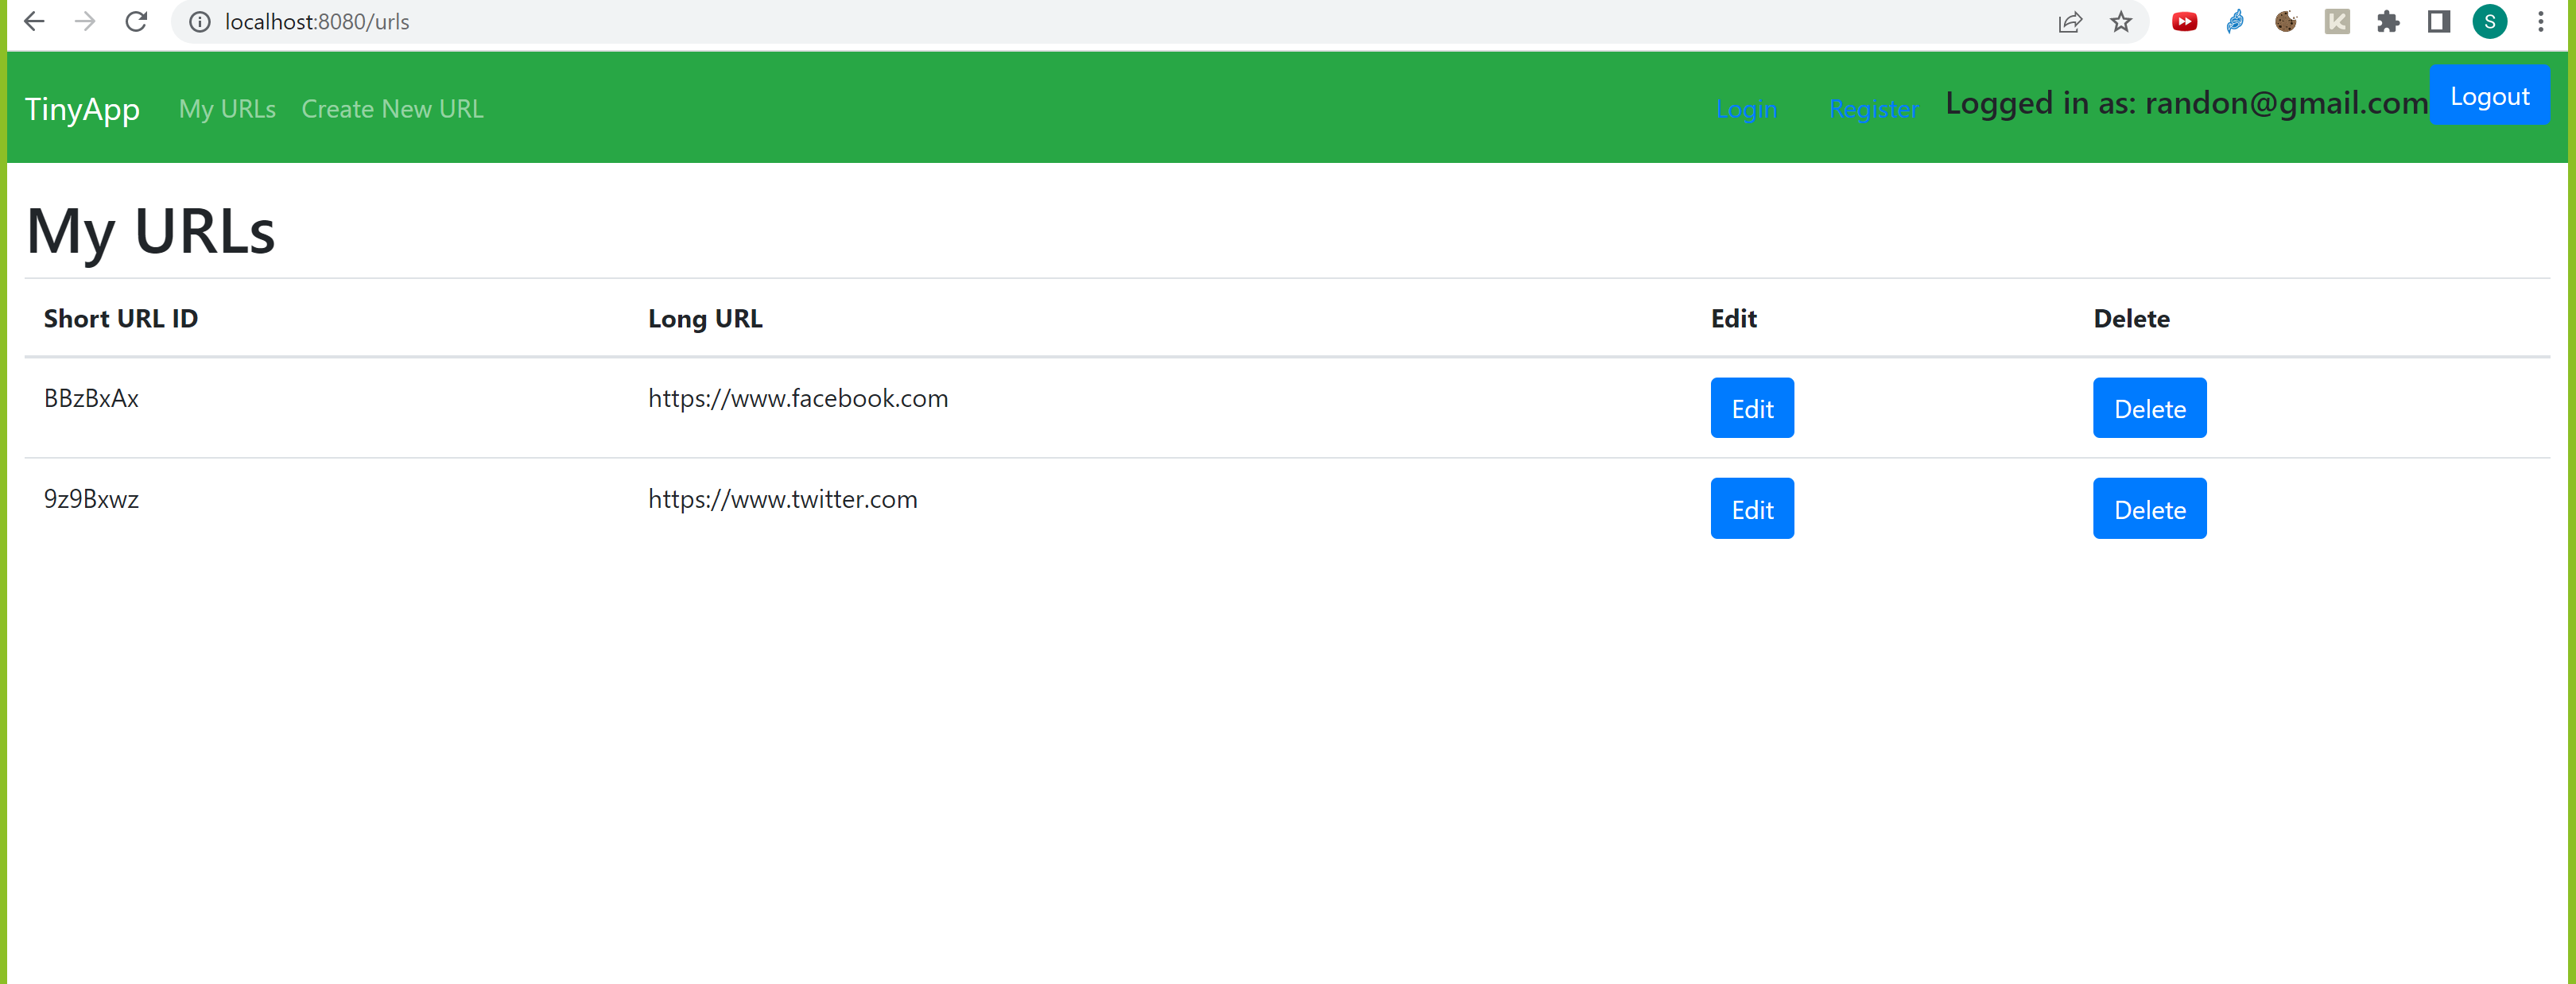 localhost:8080/urls
S
TinyApp My URLs Create New URL Login Register Logged in as: randon@gmail.com Logout
My URLs
Short URL ID Long URL Edit Delete
BBzBxAx https://www.facebook.com Edit Delete
9z9Bxwz https://www.twitter.com Edit Delete